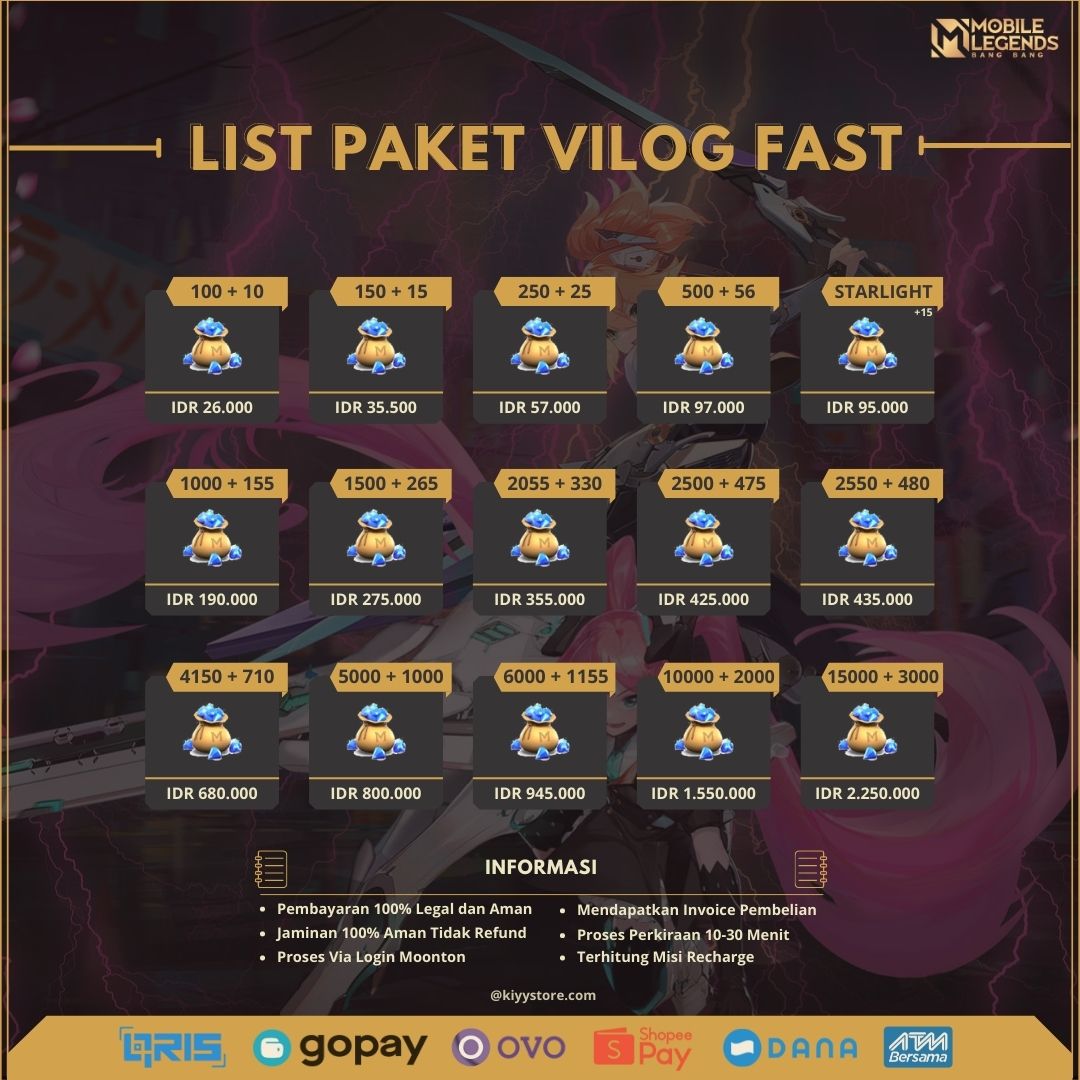 MOBILE
LEGENDS
BANG BANG
LIST PAKET VILOG FAST
100 + 10
150 + 15
250 + 25
500 + 56
STARLIGHT
+15
IDR 26.000
IDR 35.500
IDR 57.000
IDR 97.000
IDR 95.000
1000 + 155
1500 + 265
2055 + 330
2500 + 475
2550 + 480
IDR 190.000
IDR 275.000
IDR 355.000
IDR 425.000
IDR 435.000
4150 + 710
5000 + 1000
6000 + 1155
10000 + 2000
15000 + 3000
IDR 680.000
IDR 800.000
IDR 945.000
IDR 1.550.000
IDR 2.250.000
INFORMASI
• Pembayaran 100% Legal dan Aman
• Jaminan 100% Aman Tidak Refund
• Proses Via Login Moonton
• Mendapatkan Invoice Pembelian
• Proses Perkiraan 10-30 Menit
• Terhitung Misi Recharge
@kiyystore.com
QRIS
gopay
OVO
Shopee
Pay
DANA
ATM
Bersama